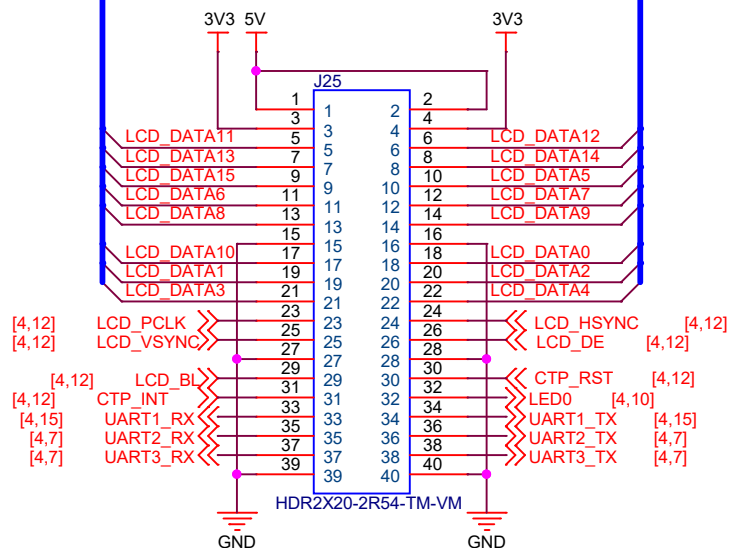 3V3 5V 3V3
J25
1 1 2 2
3 3 4 4
LCD_DATA11 5 5 6 6 LCD_DATA12
LCD_DATA13 7 7 8 8 LCD_DATA14
LCD_DATA15 9 9 10 10 LCD_DATA5
LCD_DATA6 11 11 12 12 LCD_DATA7
LCD_DATA8 13 13 14 14 LCD_DATA9
15 15 16 16
LCD_DATA10 17 17 18 18 LCD_DATA0
LCD_DATA1 19 19 20 20 LCD_DATA2
LCD_DATA3 21 21 22 22 LCD_DATA4
[4,12] LCD_PCLK 23 23 24 24 LCD_HSYNC [4,12]
[4,12] LCD_VSYNC 25 25 26 26 LCD_DE [4,12]
27 27 28 28
[4,12] LCD_BL 29 29 30 30 CTP_RST [4,12]
[4,12] CTP_INT 31 31 32 32 LED0 [4,10]
[4,15] UART1_RX 33 33 34 34 UART1_TX [4,15]
[4,7] UART2_RX 35 35 36 36 UART2_TX [4,7]
[4,7] UART3_RX 37 37 38 38 UART3_TX [4,7]
39 39 40 40
HDR2X20-2R54-TM-VM
GND GND